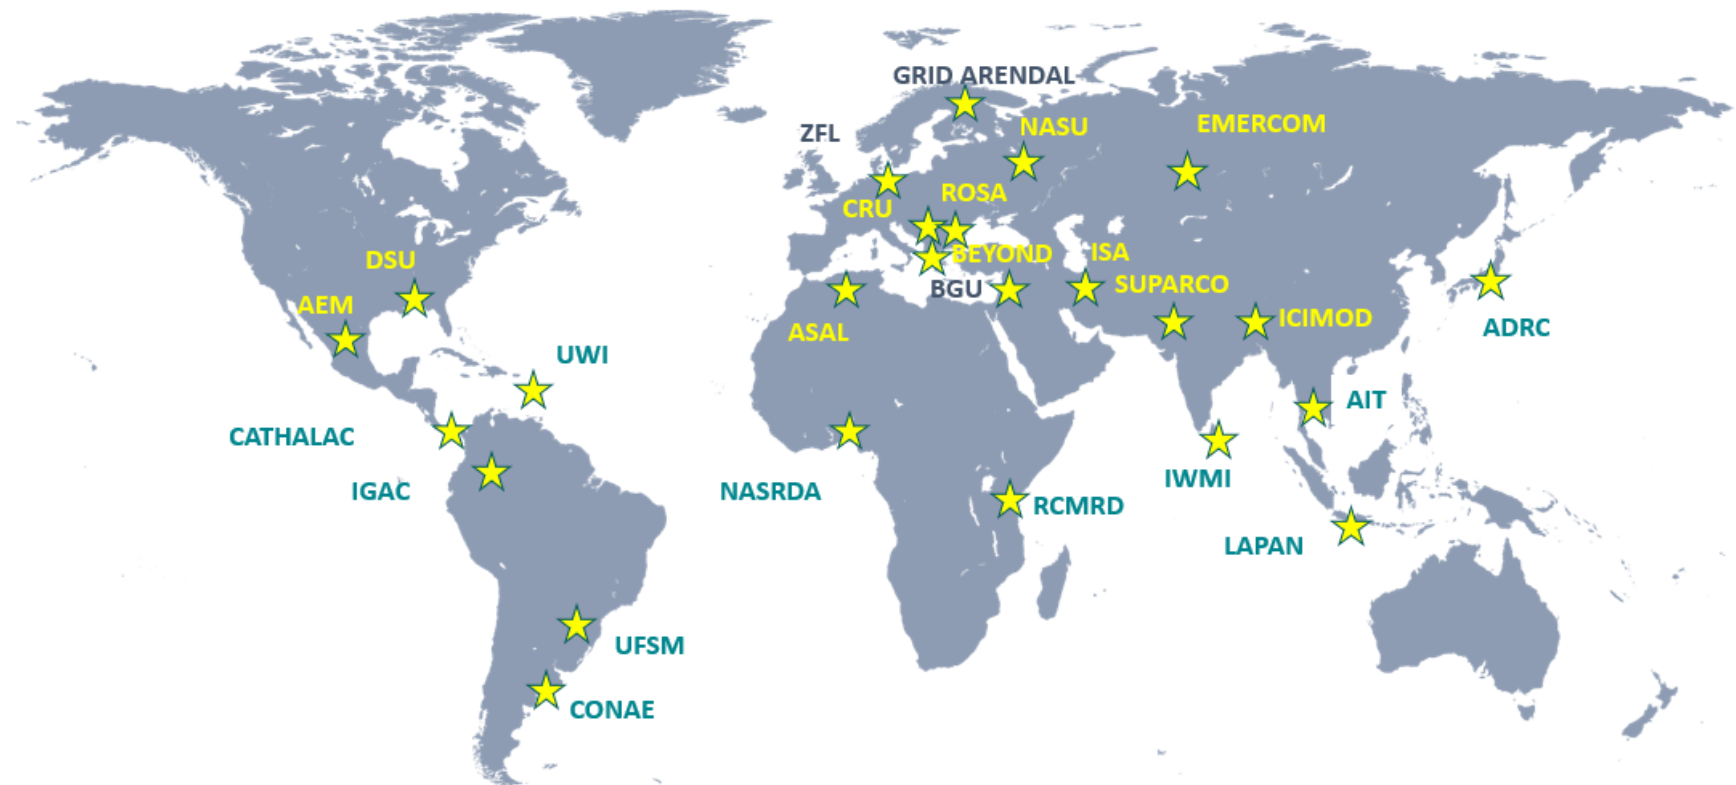 GRID ARENDAL
NASU
EMERCOM
ZFL
ROSA
CRU
BEYOND
ISA
DSU
SUPARCO
BGU
AEM
ICIMOD
ASAL
ADRC
UWI
AIT
CATHALAC
IWMI
IGAC
NASRDA
RCMRD
LAPAN
UFSM
CONAE